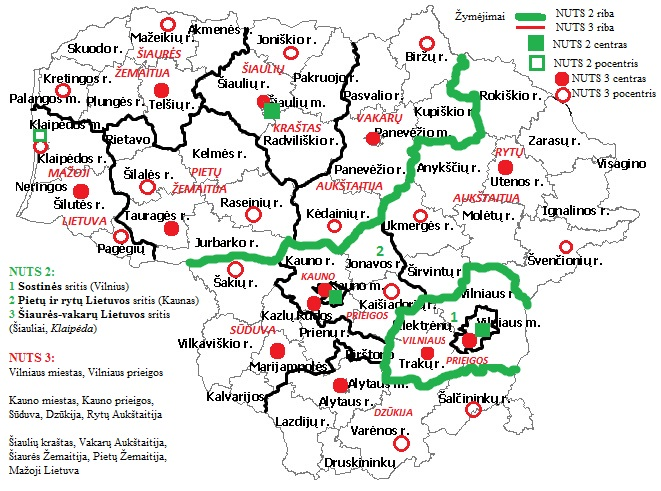 Žymėjimai
NUTS 2 riba
NUTS 3 riba
NUTS 2 centras
NUTS 2 pocentris
NUTS 3 centras
NUTS 3 pocentris
Akmenės r.
Mažeikių r.
Skuodo r.
ŠIAURĖS
ŽEMAITIJA
Kretingos r.
Palangos m.
Plungės r.
Telšių r.
Joniškio r.
ŠIAULIŲ
Šiaulių r.
Pakruojo r.
Šiaulių m.
KRAŠTAS
Radviliškio r.
Biržų r.
Pasvalio r.
Kupiškio r.
VAKARŲ
Panevėžio m.
Panevėžio r.
AUKŠTAITIJA
Kėdainių r.
Rokiškio r.
Zarasų r.
Visagino
RYTŲ
Anykščių r.
Utenos r.
AUKŠTAITIJA
Molėtų r.
Ignalinos r.
Ukmergės r.
Švenčionių r.
Širvintų r.
Klaipėdos m.
Klaipėdos r.
MAŽOJI
Neringos
Šilutės r.
LIETUVA
Pagėgių
Rietavo
Kelmės r.
PIETŲ
Šilalės r.
ŽEMAITIJA
Raseinių r.
Tauragės r.
Jurbarko r.
2
Kauno r.
Jonavos r.
KAUNO
Kauno m.
Kaišiadorių r.
PRIEIGOS
Šakių r.
Kazlų Rūdos
Prienų r.
SŪDUVA
Vilkaviškio r.
Marijampolės
Birštono
Kalvarijos
Alytaus m.
Alytaus r.
Lazdijų r.
DZŪKIJA
Varėnos r.
Druskininkų
Šalčininkų r.
Vilniaus r.
1
Vilniaus m.
Elektrėnų
VILNIAUS
PRIEIGOS
Trakų r.
NUTS 2:
1 Sostinės sritis (Vilnius)
2 Pietų ir rytų Lietuvos sritis (Kaunas)
3 Šiaurės-vakarų Lietuvos sritis
(Šiauliai, Klaipėda)
NUTS 3:
Vilniaus miestas, Vilniaus prieigos
Kauno miestas, Kauno prieigos,
Sūduva, Dzūkija, Rytų Aukštaitija
Šiaulių kraštas, Vakarų Aukštaitija,
Šiaurės Žemaitija, Pietų Žemaitija,
Mažoji Lietuva